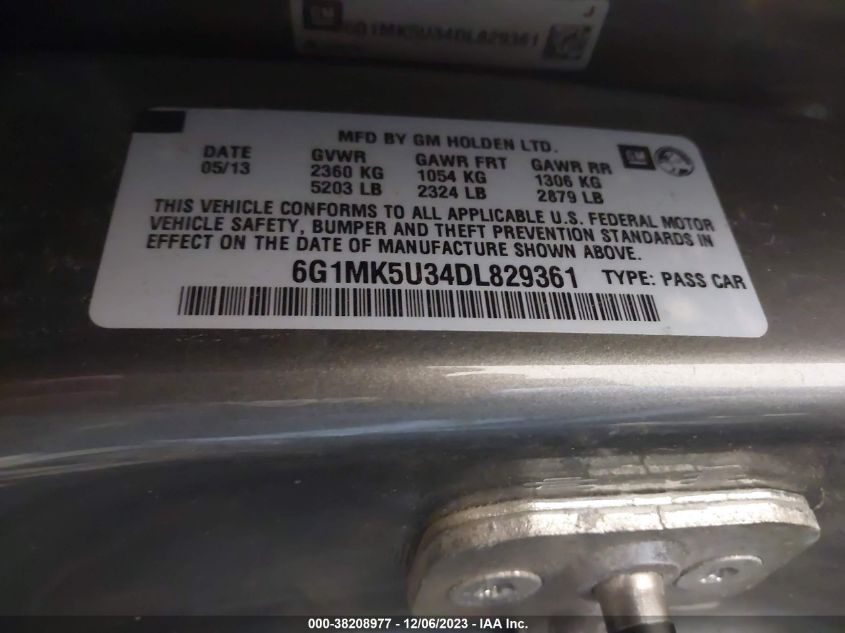 GM
J
6G1MK5U34DL829361
MFD BY GM HOLDEN LTD.
DATE GVWR GAWR FRT GAWR RR GM
05/13 2360 KG 1054 KG 1306 KG
5203 LB 2324 LB 2879 LB
THIS VEHICLE CONFORMS TO ALL APPLICABLE U.S. FEDERAL MOTOR
VEHICLE SAFETY, BUMPER AND THEFT PREVENTION STANDARDS IN
EFFECT ON THE DATE OF MANUFACTURE SHOWN ABOVE.
6G1MK5U34DL829361 TYPE: PASS CAR
000-38208977 - 12/06/2023 - IAA Inc.